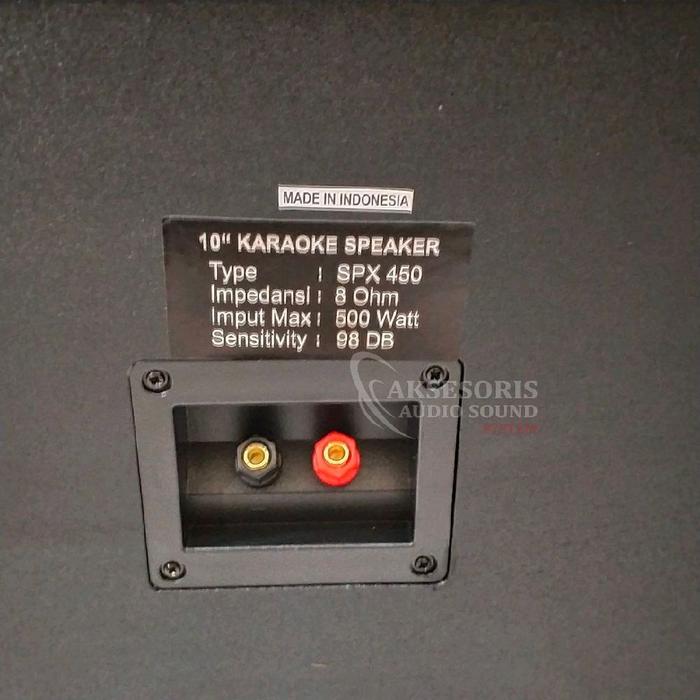 MADE IN INDONESIA
10" KARAOKE SPEAKER
Type : SPX 450
Impedansl : 8 Ohm
Imput Max : 500 Watt
Sensitivity : 98 DB
AKSESORIS
AUDIO SOUND